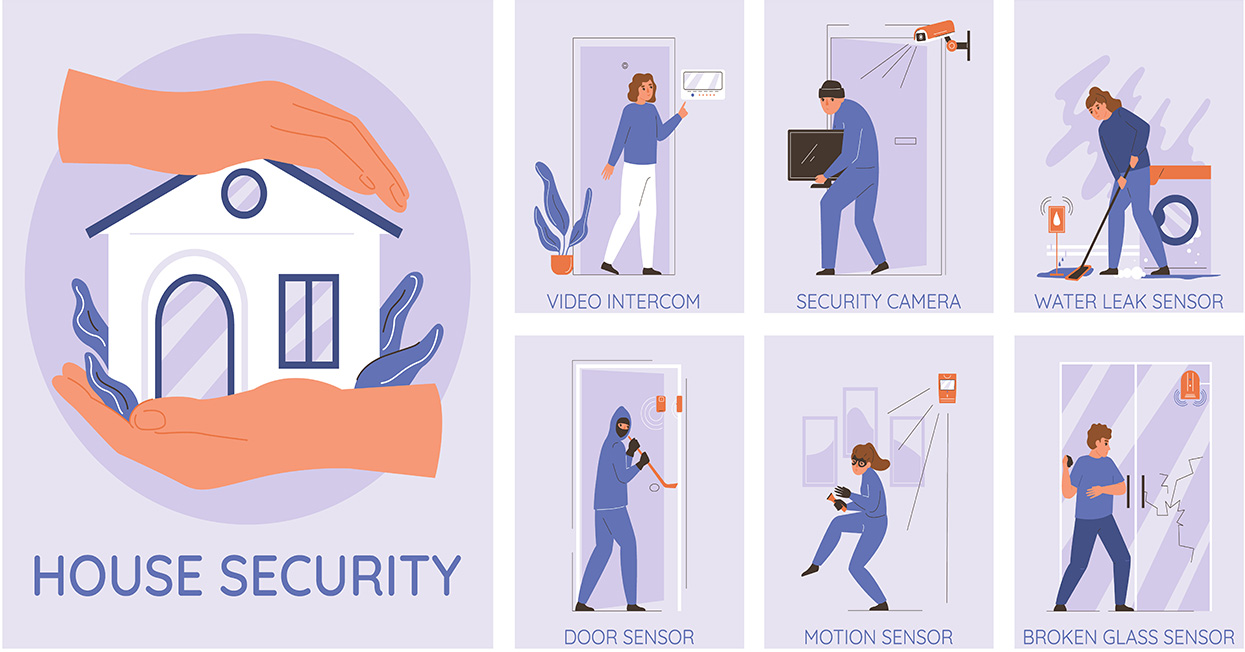 HOUSE SECURITY
VIDEO INTERCOM
SECURITY CAMERA
WATER LEAK SENSOR
DOOR SENSOR
MOTION SENSOR
BROKEN GLASS SENSOR